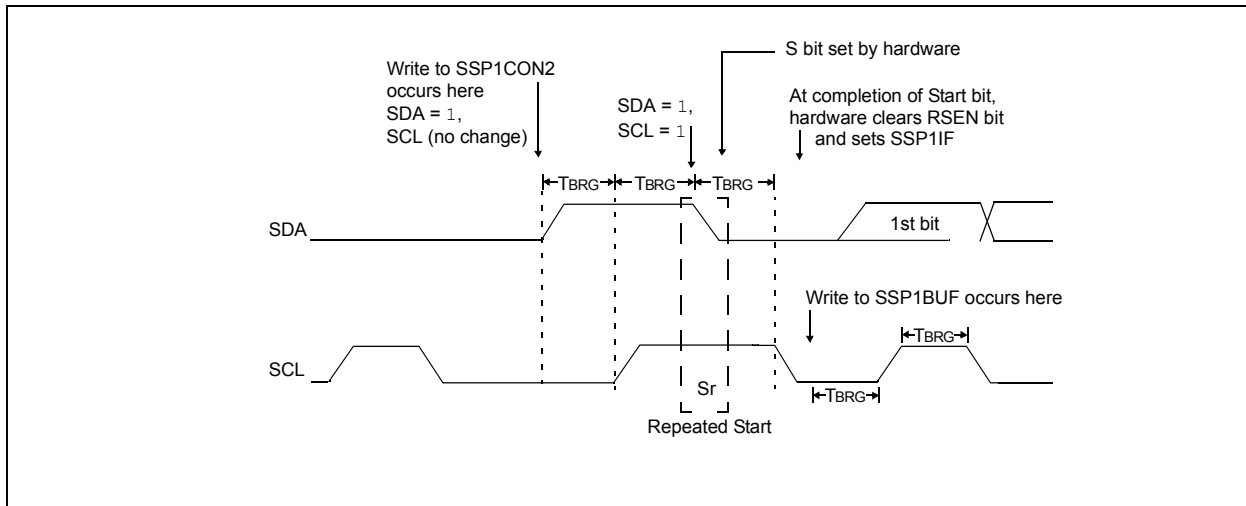 S bit set by hardware
Write to SSP1CON2
occurs here
SDA = 1,
SCL (no change)
SDA = 1,
SCL = 1
At completion of Start bit,
hardware clears RSEN bit
and sets SSP1IF
TBRG TBRG TBRG
SDA
1st bit
Write to SSP1BUF occurs here
TBRG
SCL
Sr
TBRG
Repeated Start